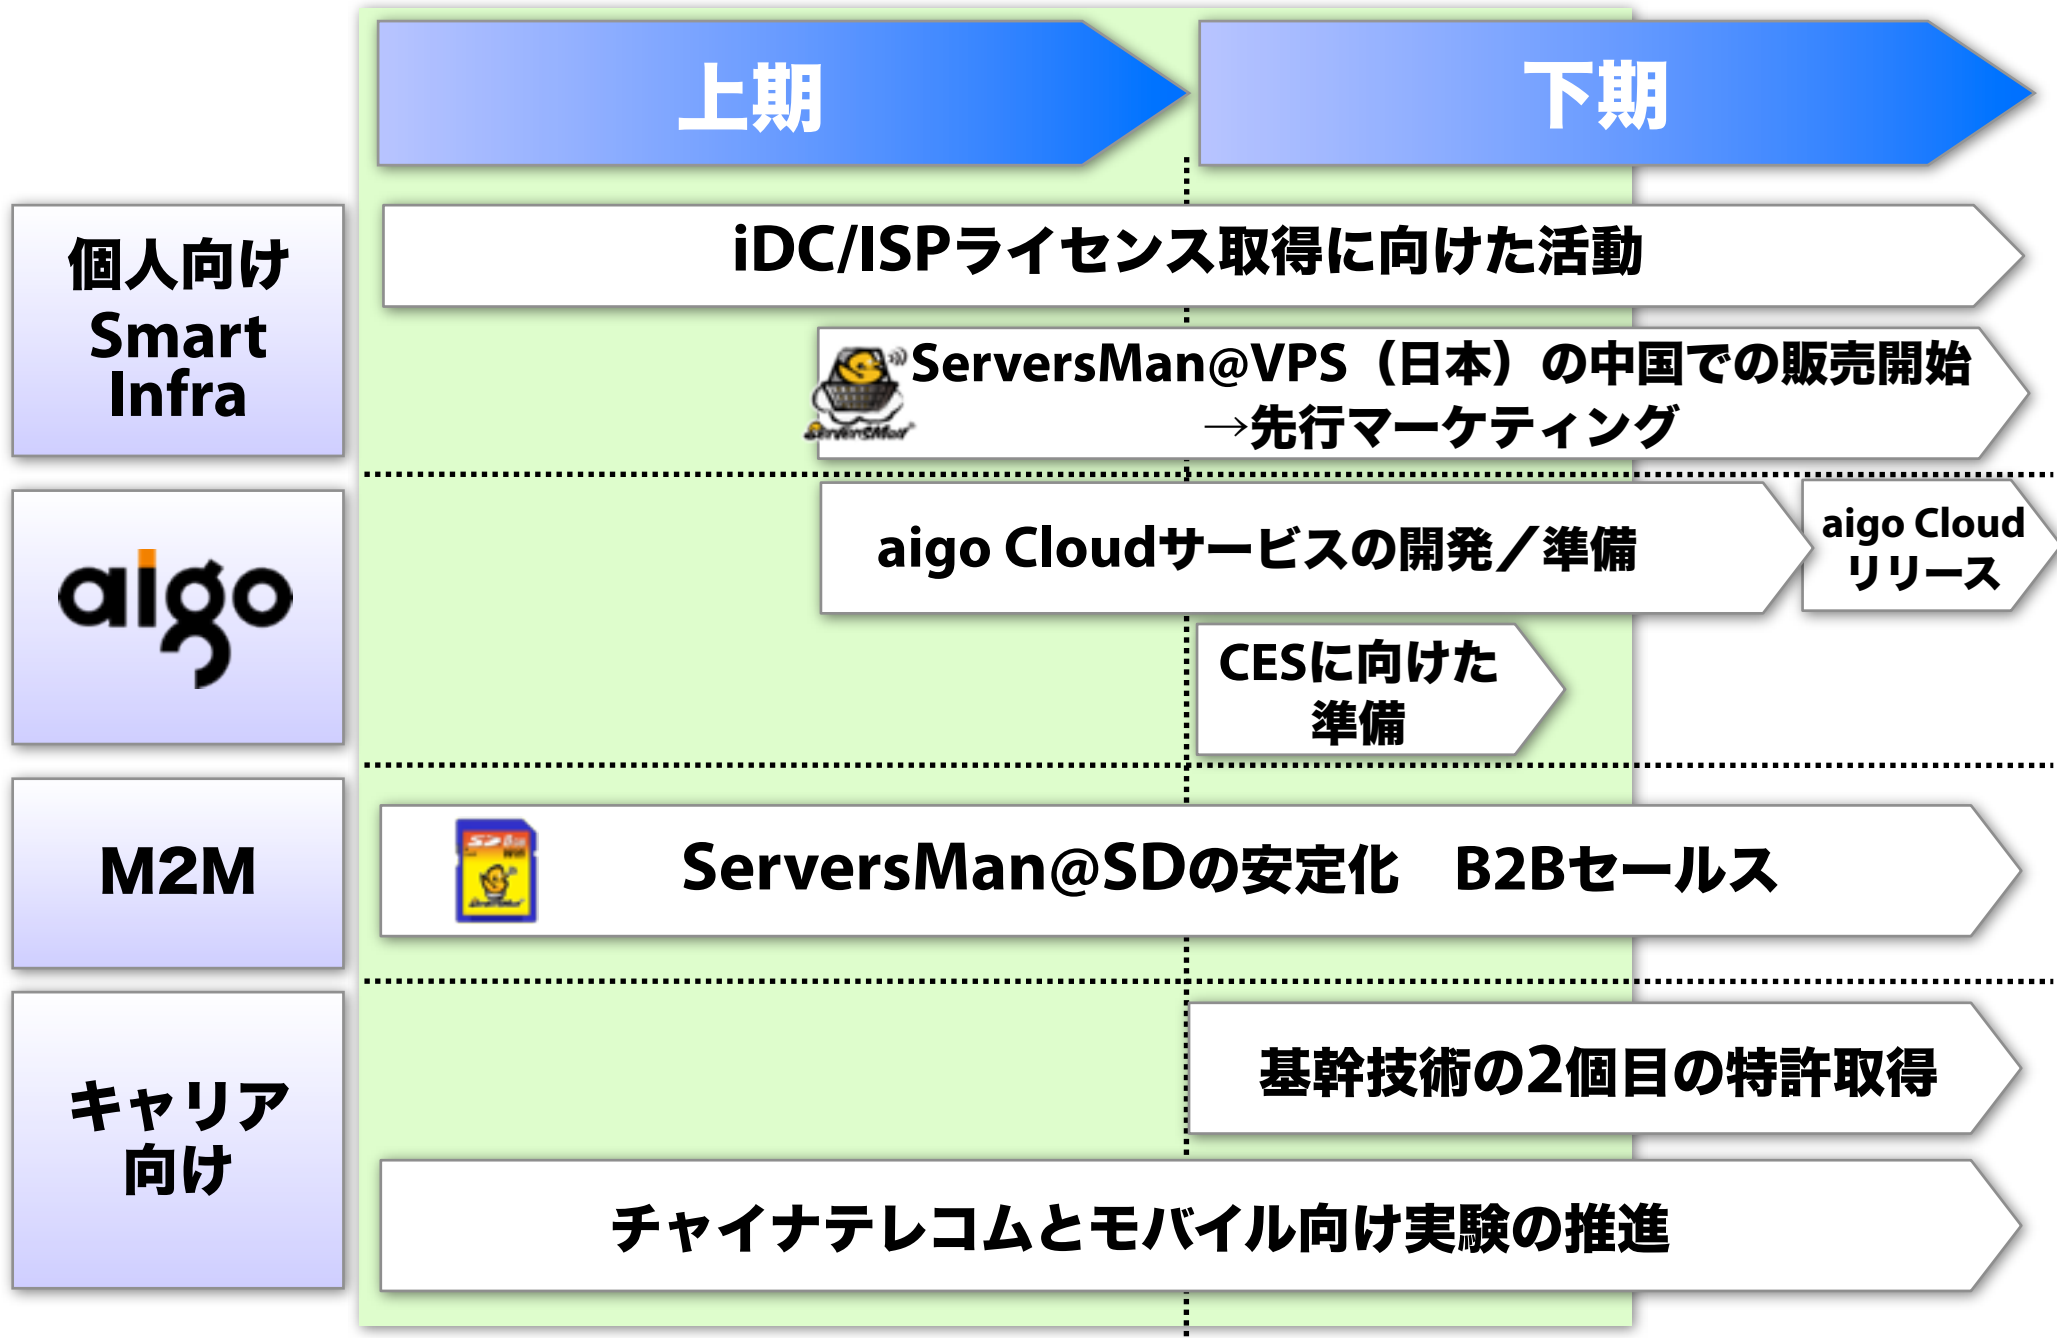 上期
下期
個人向け
Smart
Infra
iDC/ISPライセンス取得に向けた活動
ServersMan@VPS（日本）の中国での販売開始
→先行マーケティング
ServersMan
aigo
aigo Cloudサービスの開発／準備
aigo Cloud
リリース
CESに向けた
準備
M2M
ServersMan@SDの安定化　B2Bセールス
キャリア
向け
基幹技術の2個目の特許取得
チャイナテレコムとモバイル向け実験の推進